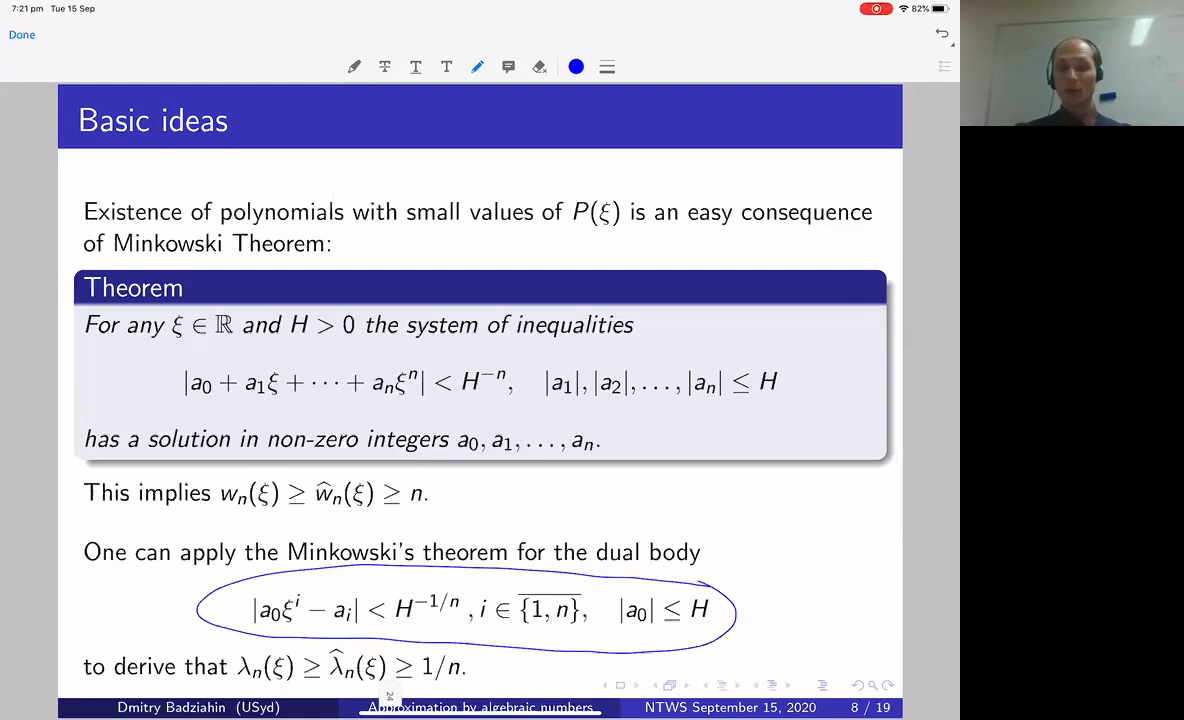 7:21 pm Tue 15 Sep
82%
Done
Basic ideas
Existence of polynomials with small values of P(ξ) is an easy consequence
of Minkowski Theorem:
Theorem
For any ξ ∈ ℝ and H > 0 the system of inequalities
|a₀ + a₁ξ + ⋯ + aₙξⁿ| < H⁻ⁿ, |a₁|, |a₂|, . . . , |aₙ| ≤ H
has a solution in non-zero integers a₀, a₁, . . . , aₙ.
This implies wₙ(ξ) ≥ ŵₙ(ξ) ≥ n.
One can apply the Minkowski's theorem for the dual body
|a₀ξⁱ − aᵢ| < H⁻¹/ⁿ , i ∈ \overline{{1, n}}, |a₀| ≤ H
to derive that λₙ(ξ) ≥ λ̂ₙ(ξ) ≥ 1/n.
24
Dmitry Badziahin (USyd) Approximation by algebraic numbers NTWS September 15, 2020 8 / 19